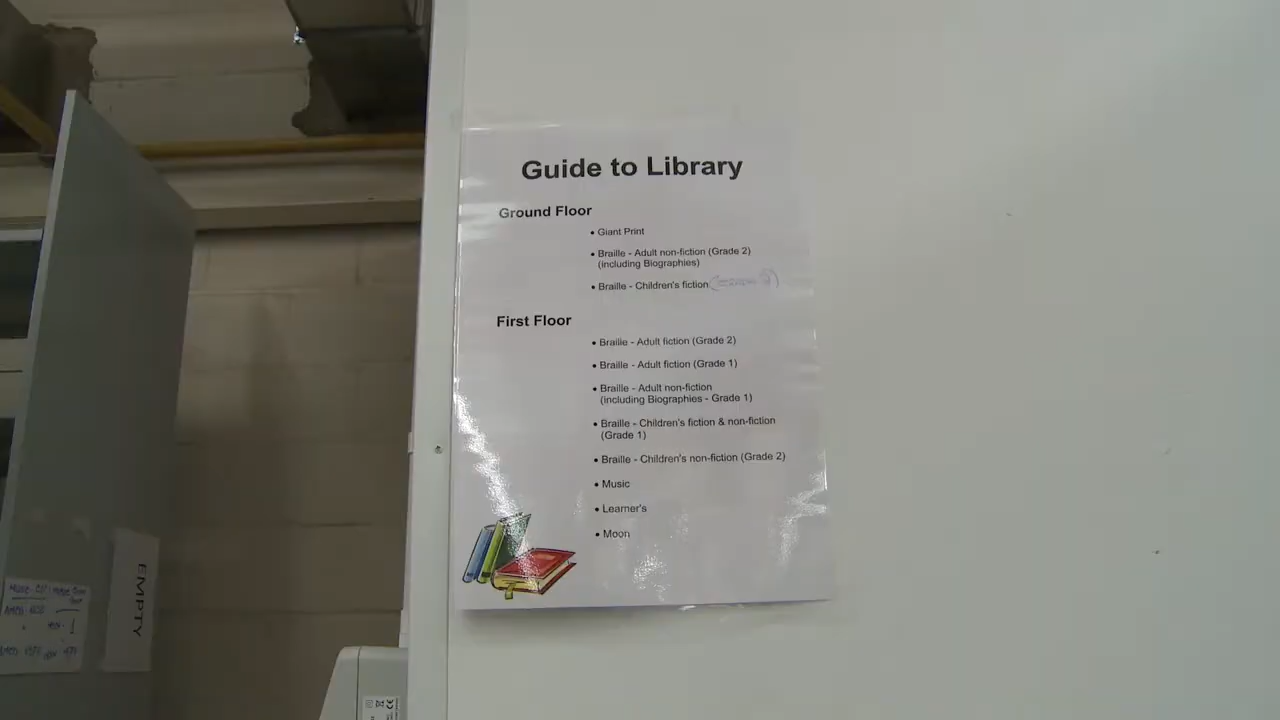 Guide to Library
Ground Floor
• Giant Print
• Braille - Adult non-fiction (Grade 2)
(including Biographies)
• Braille - Children's fiction
First Floor
• Braille - Adult fiction (Grade 2)
• Braille - Adult fiction (Grade 1)
• Braille - Adult non-fiction
(including Biographies - Grade 1)
• Braille - Children's fiction & non-fiction
(Grade 1)
• Braille - Children's non-fiction (Grade 2)
• Music
• Learner's
• Moon
EMPTY